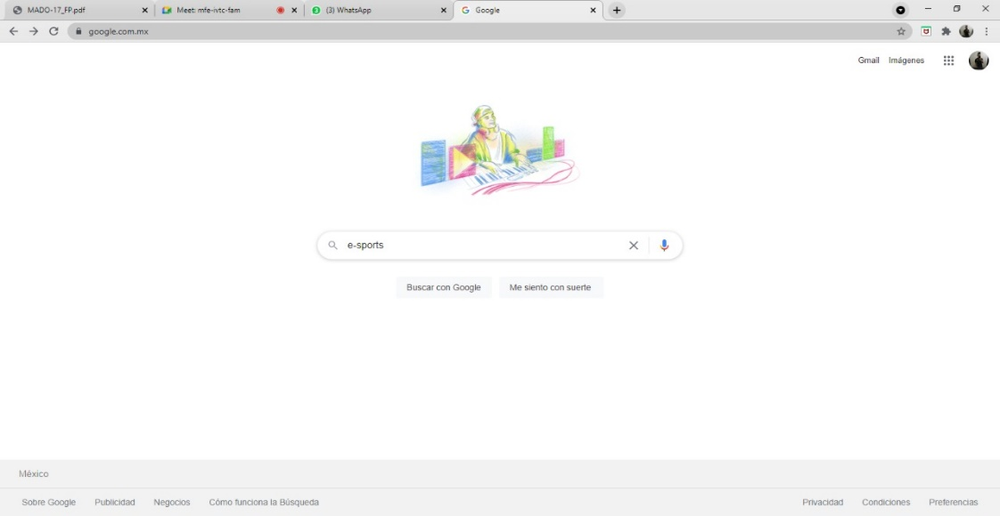 MADO-17_FP.pdf
Meet: mfe-ivtc-fam
3
(3) WhatsApp
Google
google.com.mx
Gmail Imágenes
e-sports
Buscar con Google Me siento con suerte
México
Sobre Google Publicidad Negocios Cómo funciona la Búsqueda Privacidad Condiciones Preferencias